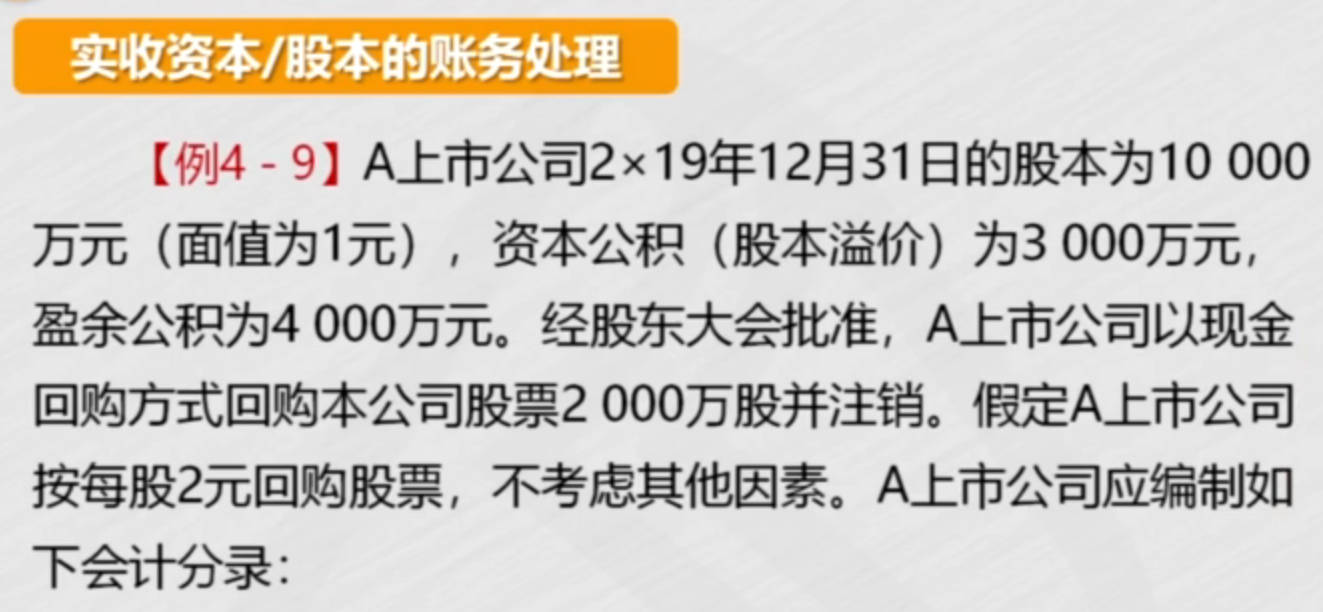 实收资本/股本的账务处理
【例4-9】A上市公司2×19年12月31日的股本为10 000
万元（面值为1元），资本公积（股本溢价）为3 000万元，
盈余公积为4 000万元。经股东大会批准，A上市公司以现金
回购方式回购本公司股票2 000万股并注销。假定A上市公司
按每股2元回购股票，不考虑其他因素。A上市公司应编制如
下会计分录：